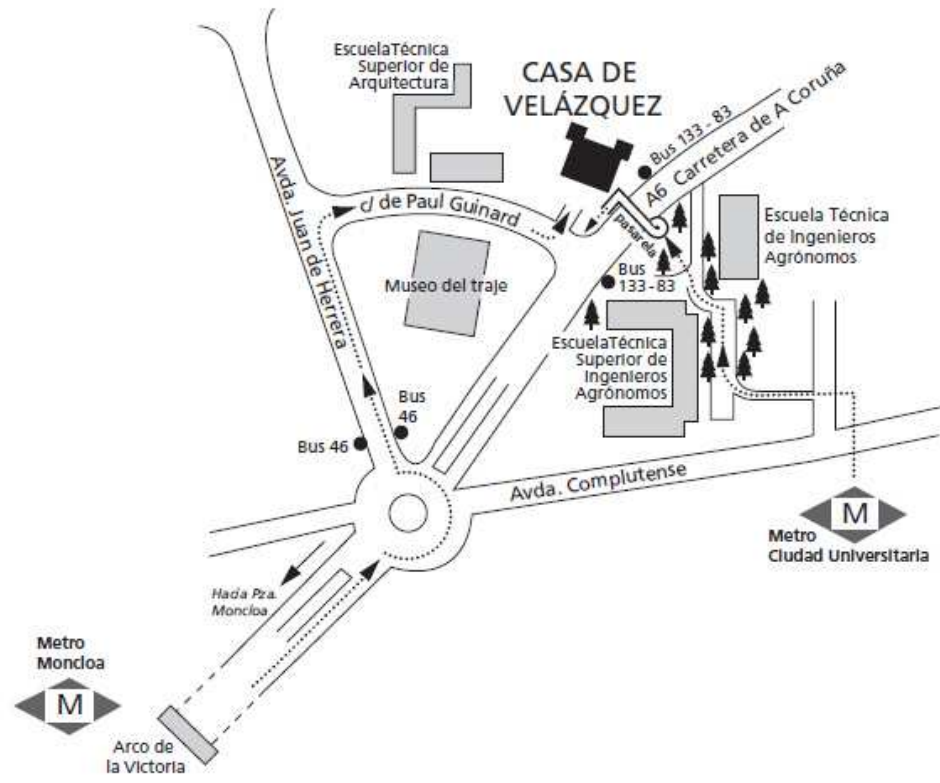 EscuelaTécnica
Superior de
Arquitectura
CASA DE
VELÁZQUEZ
Bus 133 - 83
A6 Carretera de A Coruña
Avda. Juan de Herrera
c/ de Paul Guinard
pasarela
Escuela Técnica
de Ingenieros
Agrónomos
Museo del traje
Bus
133 - 83
EscuelaTécnica
Superior de
Ingenieros
Agrónomos
Bus
46
Bus 46
Avda. Complutense
M
Metro
Ciudad Universitaria
Hacia Pza.
Moncloa
Metro
Moncloa
M
Arco de
la Victoria